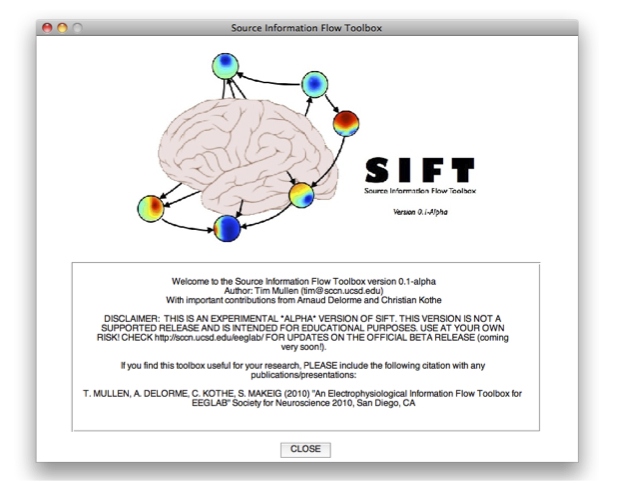 Source Information Flow Toolbox
SIFT
Source Information Flow Toolbox
Version 0.1-Alpha
Welcome to the Source Information Flow Toolbox version 0.1-alpha
Author: Tim Mullen (tim@sccn.ucsd.edu)
With important contributions from Arnaud Delorme and Christian Kothe
DISCLAIMER: THIS IS AN EXPERIMENTAL *ALPHA* VERSION OF SIFT. THIS VERSION IS NOT A
SUPPORTED RELEASE AND IS INTENDED FOR EDUCATIONAL PURPOSES. USE AT YOUR OWN
RISK! CHECK http://sccn.ucsd.edu/eeglab/ FOR UPDATES ON THE OFFICIAL BETA RELEASE (coming
very soon!).
If you find this toolbox useful for your research, PLEASE include the following citation with any
publications/presentations:
T. MULLEN, A. DELORME, C. KOTHE, S. MAKEIG (2010) "An Electrophysiological Information Flow Toolbox for
EEGLAB" Society for Neuroscience 2010, San Diego, CA
CLOSE